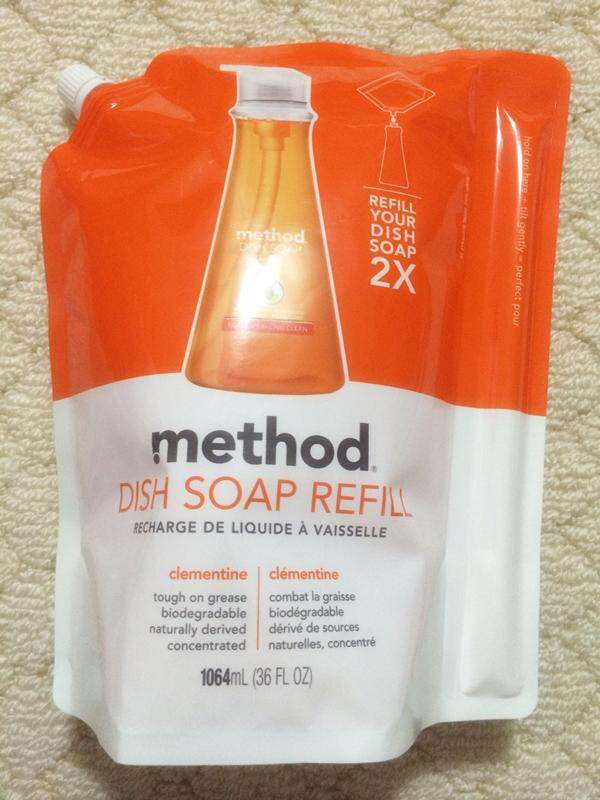 method
DISH SOAP
REFILL
YOUR
DISH
SOAP
2X
hold on here + tilt gently = perfect pour
method
DISH SOAP REFILL
RECHARGE DE LIQUIDE À VAISSELLE
clementine
tough on grease
biodegradable
naturally derived
concentrated
clémentine
combat la graisse
biodégradable
dérivé de sources
naturelles, concentré
1064mL (36 FL OZ)